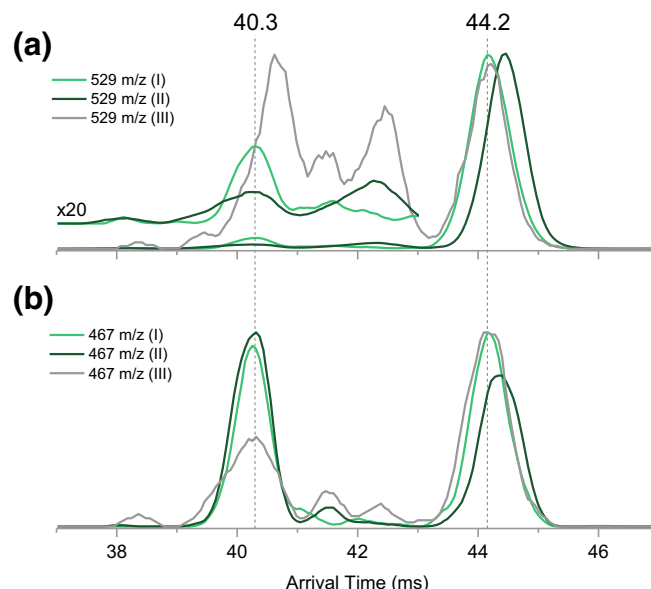 (a)
40.3 44.2
529 m/z (I)
529 m/z (II)
529 m/z (III)
x20
(b)
467 m/z (I)
467 m/z (II)
467 m/z (III)
38 40 42 44 46
Arrival Time (ms)